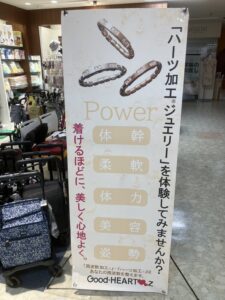 「ハーツ加工ジュエリー」を体験してみませんか?
Power
体幹
柔軟
体力
美容
姿勢
着けるほどに、美しく心地よく
Good-HEART